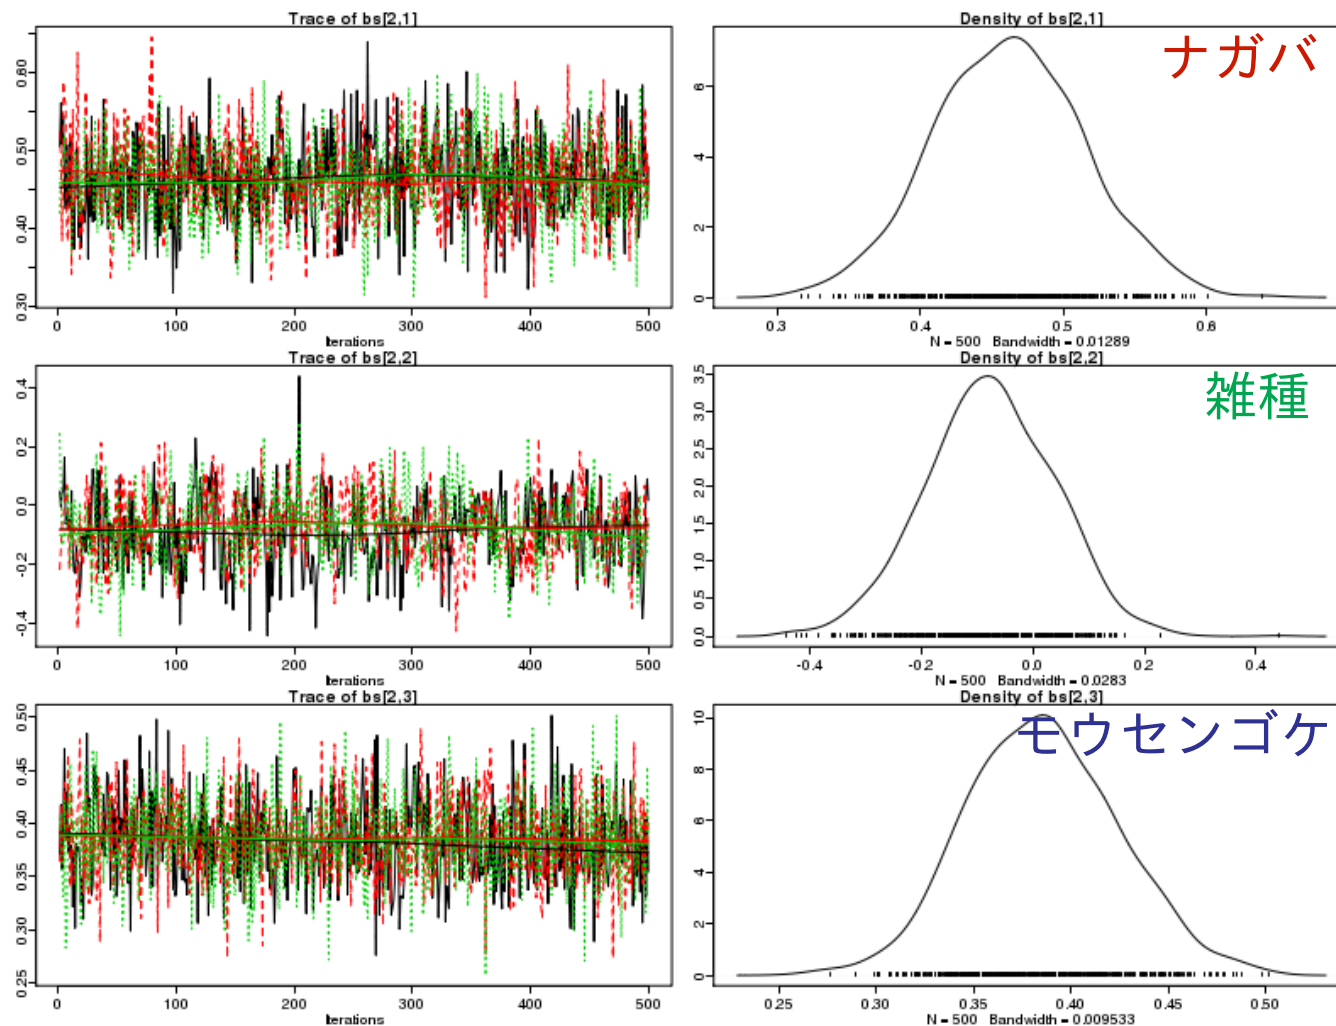 Trace of bs[2,1]
0.30 0.40 0.50 0.60
0 100 200 300 400 500
Iterations
Density of bs[2,1]
ナガバ
0 2 4 6
0.3 0.4 0.5 0.6
N = 500 Bandwidth = 0.01289
Trace of bs[2,2]
-0.4 -0.2 0.0 0.2 0.4
0 100 200 300 400 500
Iterations
Density of bs[2,2]
雑種
0.0 0.5 1.0 1.5 2.0 2.5 3.0 3.5
-0.4 -0.2 0.0 0.2 0.4
N = 500 Bandwidth = 0.0283
Trace of bs[2,3]
0.25 0.30 0.35 0.40 0.45 0.50
0 100 200 300 400 500
Iterations
Density of bs[2,3]
モウセンゴケ
0 2 4 6 8 10
0.25 0.30 0.35 0.40 0.45 0.50
N = 500 Bandwidth = 0.009533